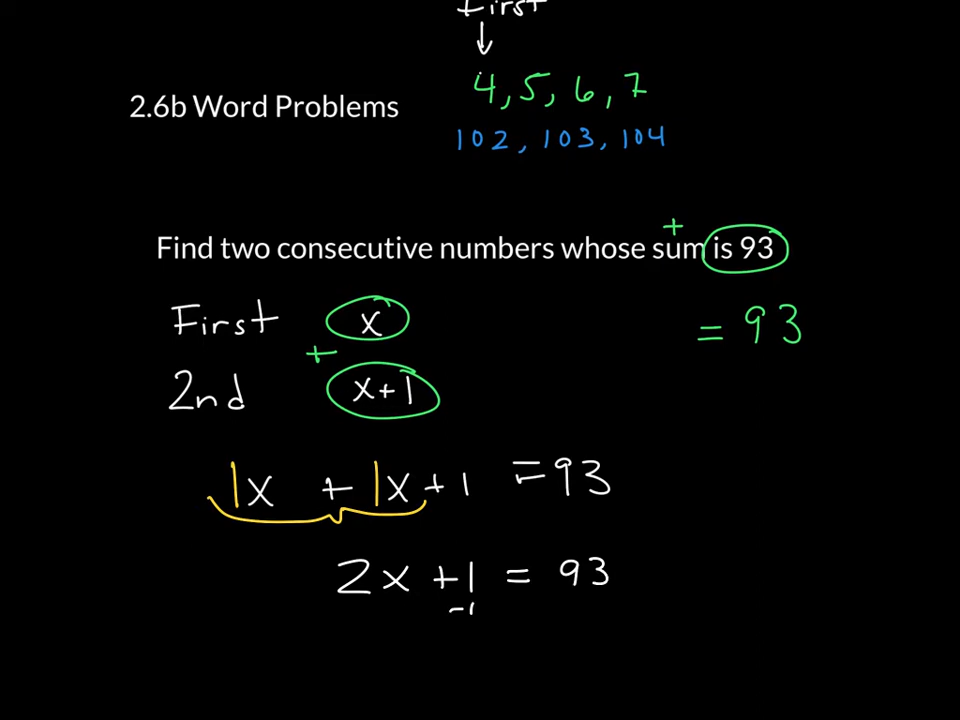 First
4, 5, 6, 7
2.6b Word Problems
102, 103, 104
+
Find two consecutive numbers whose sum is 93
First x
= 93
+
2nd x+1
1x + 1x + 1 = 93
2x + 1 = 93
-1